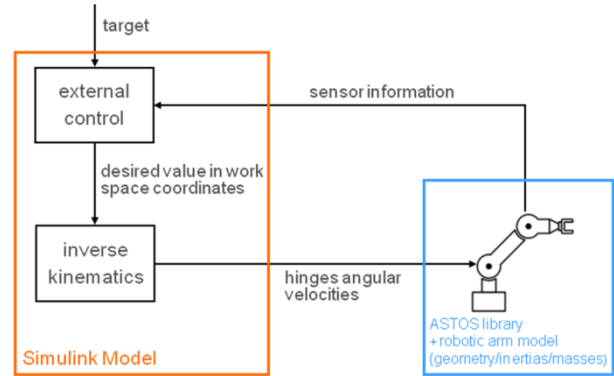 target
external
control
sensor information
desired value in work
space coordinates
inverse
kinematics
hinges angular
velocities
ASTOS library
+ robotic arm model
(geometry/inertias/masses)
Simulink Model